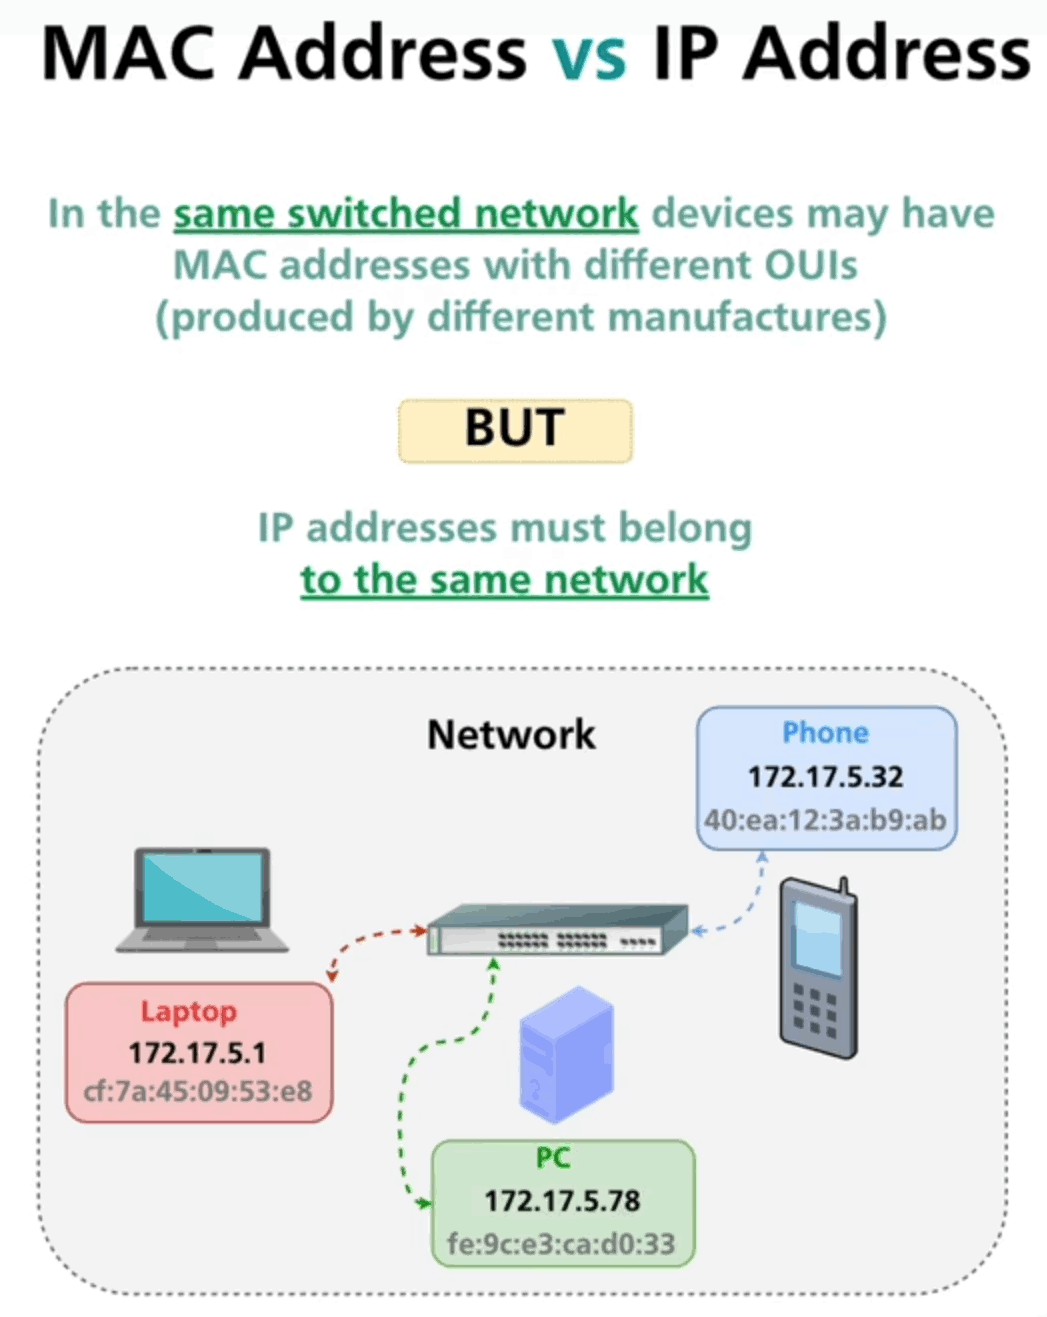 MAC Address vs IP Address
In the same switched network devices may have
MAC addresses with different OUIs
(produced by different manufactures)
BUT
IP addresses must belong
to the same network
Network
Phone
172.17.5.32
40:ea:12:3a:b9:ab
Laptop
172.17.5.1
cf:7a:45:09:53:e8
PC
172.17.5.78
fe:9c:e3:ca:d0:33